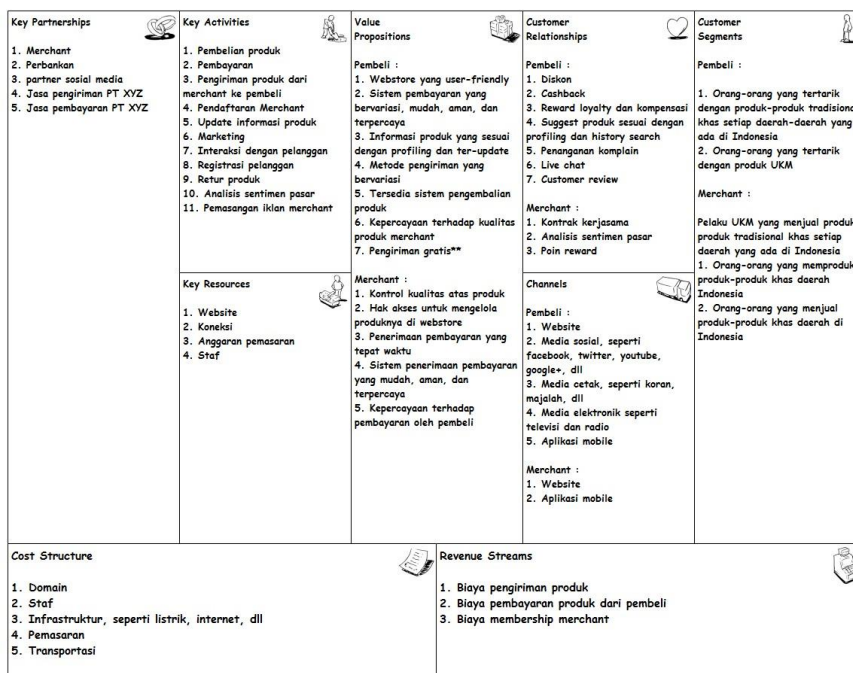 Key Partnerships
1. Merchant
2. Perbankan
3. partner sosial media
4. Jasa pengiriman PT XYZ
5. Jasa pembayaran PT XYZ
Key Activities
1. Pembelian produk
2. Pembayaran
3. Pengiriman produk dari
merchant ke pembeli
4. Pendaftaran Merchant
5. Update informasi produk
6. Marketing
7. Interaksi dengan pelanggan
8. Registrasi pelanggan
9. Retur produk
10. Analisis sentimen pasar
11. Pemasangan iklan merchant
Key Resources
1. Website
2. Koneksi
3. Anggaran pemasaran
4. Staf
Value
Propositions
Pembeli :
1. Webstore yang user-friendly
2. Sistem pembayaran yang
bervariasi, mudah, aman, dan
terpercaya
3. Informasi produk yang sesuai
dengan profiling dan ter-update
4. Metode pengiriman yang
bervariasi
5. Tersedia sistem pengembalian
produk
6. Kepercayaan terhadap kualitas
produk merchant
7. Pengiriman gratis**
Merchant :
1. Kontrol kualitas atas produk
2. Hak akses untuk mengelola
produknya di webstore
3. Penerimaan pembayaran yang
tepat waktu
4. Sistem penerimaan pembayaran
yang mudah, aman, dan
terpercaya
5. Kepercayaan terhadap
pembayaran oleh pembeli
Customer
Relationships
Pembeli :
1. Diskon
2. Cashback
3. Reward loyalty dan kompensasi
4. Suggest produk sesuai dengan
profiling dan history search
5. Penanganan komplain
6. Live chat
7. Customer review
Merchant :
1. Kontrak kerjasama
2. Analisis sentimen pasar
3. Poin reward
Channels
Pembeli :
1. Website
2. Media sosial, seperti
facebook, twitter, youtube,
google+, dll
3. Media cetak, seperti koran,
majalah, dll
4. Media elektronik seperti
televisi dan radio
5. Aplikasi mobile
Merchant :
1. Website
2. Aplikasi mobile
Customer
Segments
Pembeli :
1. Orang-orang yang tertarik
dengan produk-produk tradisiona
khas setiap daerah-daerah yang
ada di Indonesia
2. Orang-orang yang tertarik
dengan produk UKM
Merchant :
Pelaku UKM yang menjual produk
produk tradisional khas setiap
daerah yang ada di Indonesia
1. Orang-orang yang memproduk
produk-produk khas daerah
Indonesia
2. Orang-orang yang menjual
produk-produk khas daerah di
Indonesia
Cost Structure
1. Domain
2. Staf
3. Infrastruktur, seperti listrik, internet, dll
4. Pemasaran
5. Transportasi
Revenue Streams
1. Biaya pengiriman produk
2. Biaya pembayaran produk dari pembeli
3. Biaya membership merchant